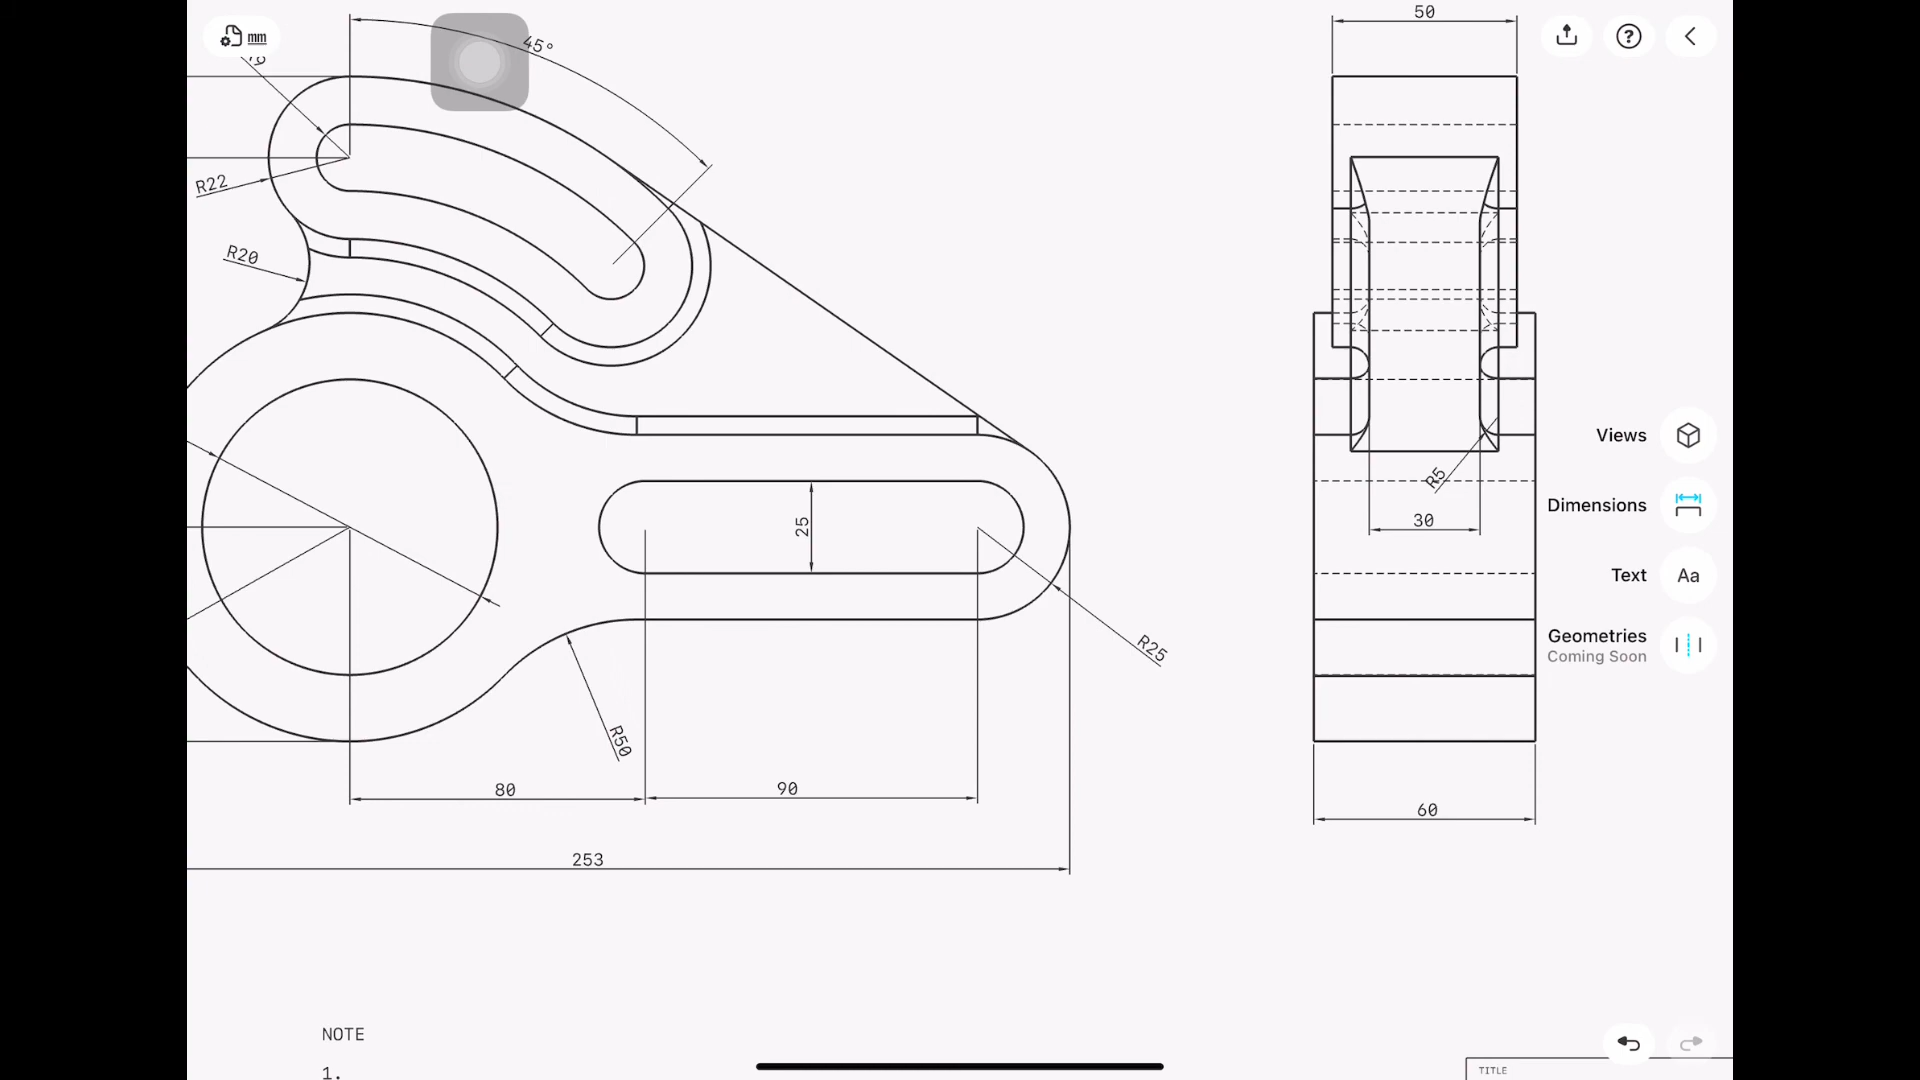 mm
45°
50
R22
R20
R5
30
25
R25
R50
80
90
253
60
Views
Dimensions
Text
Aa
Geometries
Coming Soon
NOTE
1.
TITLE